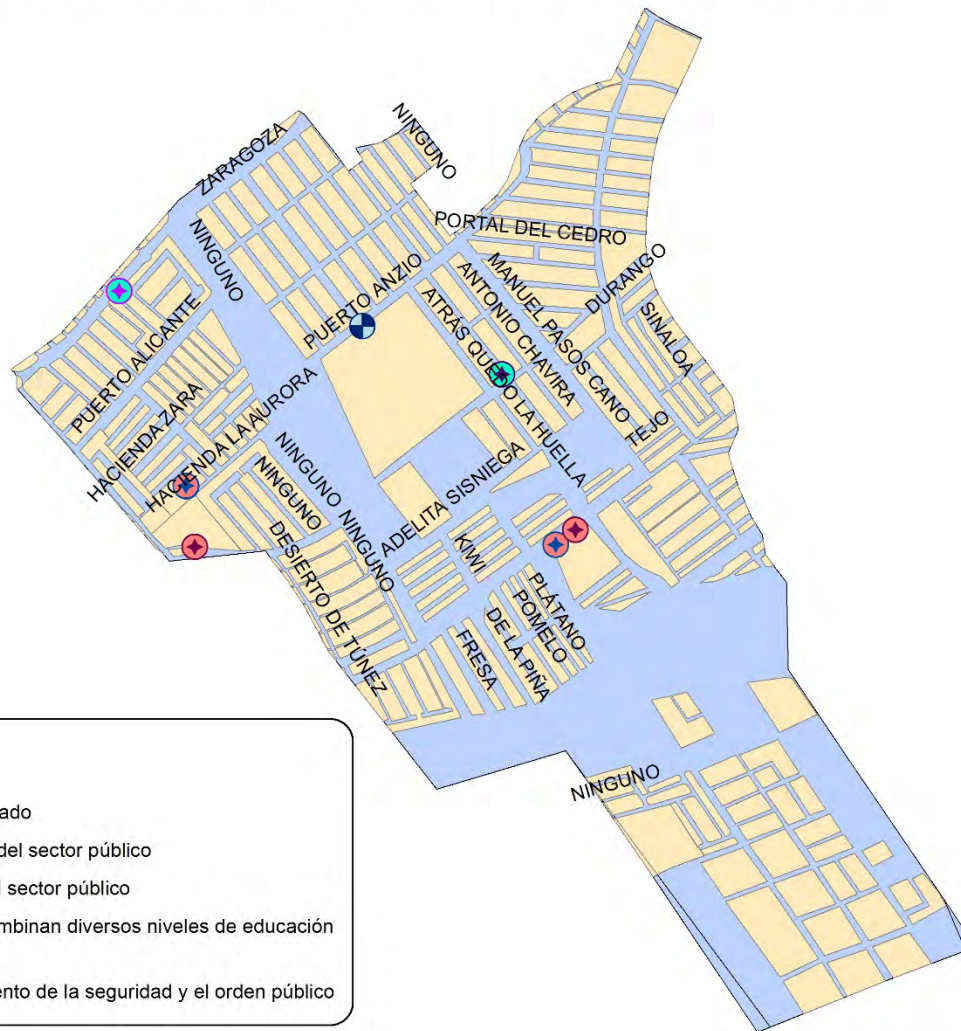 NINGUNO
ZARAGOZA
NINGUNO
PORTAL DEL CEDRO
PUERTO ANZIO
ANTONIO CHAVIRA
MANUEL PASOS CANO
DURANGO
SINALOA
ATRAS QUEDO LA HUELLA
PUERTO ALICANTE
HACIENDA ZARA
HACIENDA LA AURORA
TEJO
NINGUNO
NINGUNO
NINGUNO
ADELITA SISNIEGA
KIWI
DESIERTO DE TÚNEZ
PLÁTANO
POMELO
DE LA PIÑA
FRESA
NINGUNO
ado
del sector público
sector público
mbinan diversos niveles de educación
ento de la seguridad y el orden público